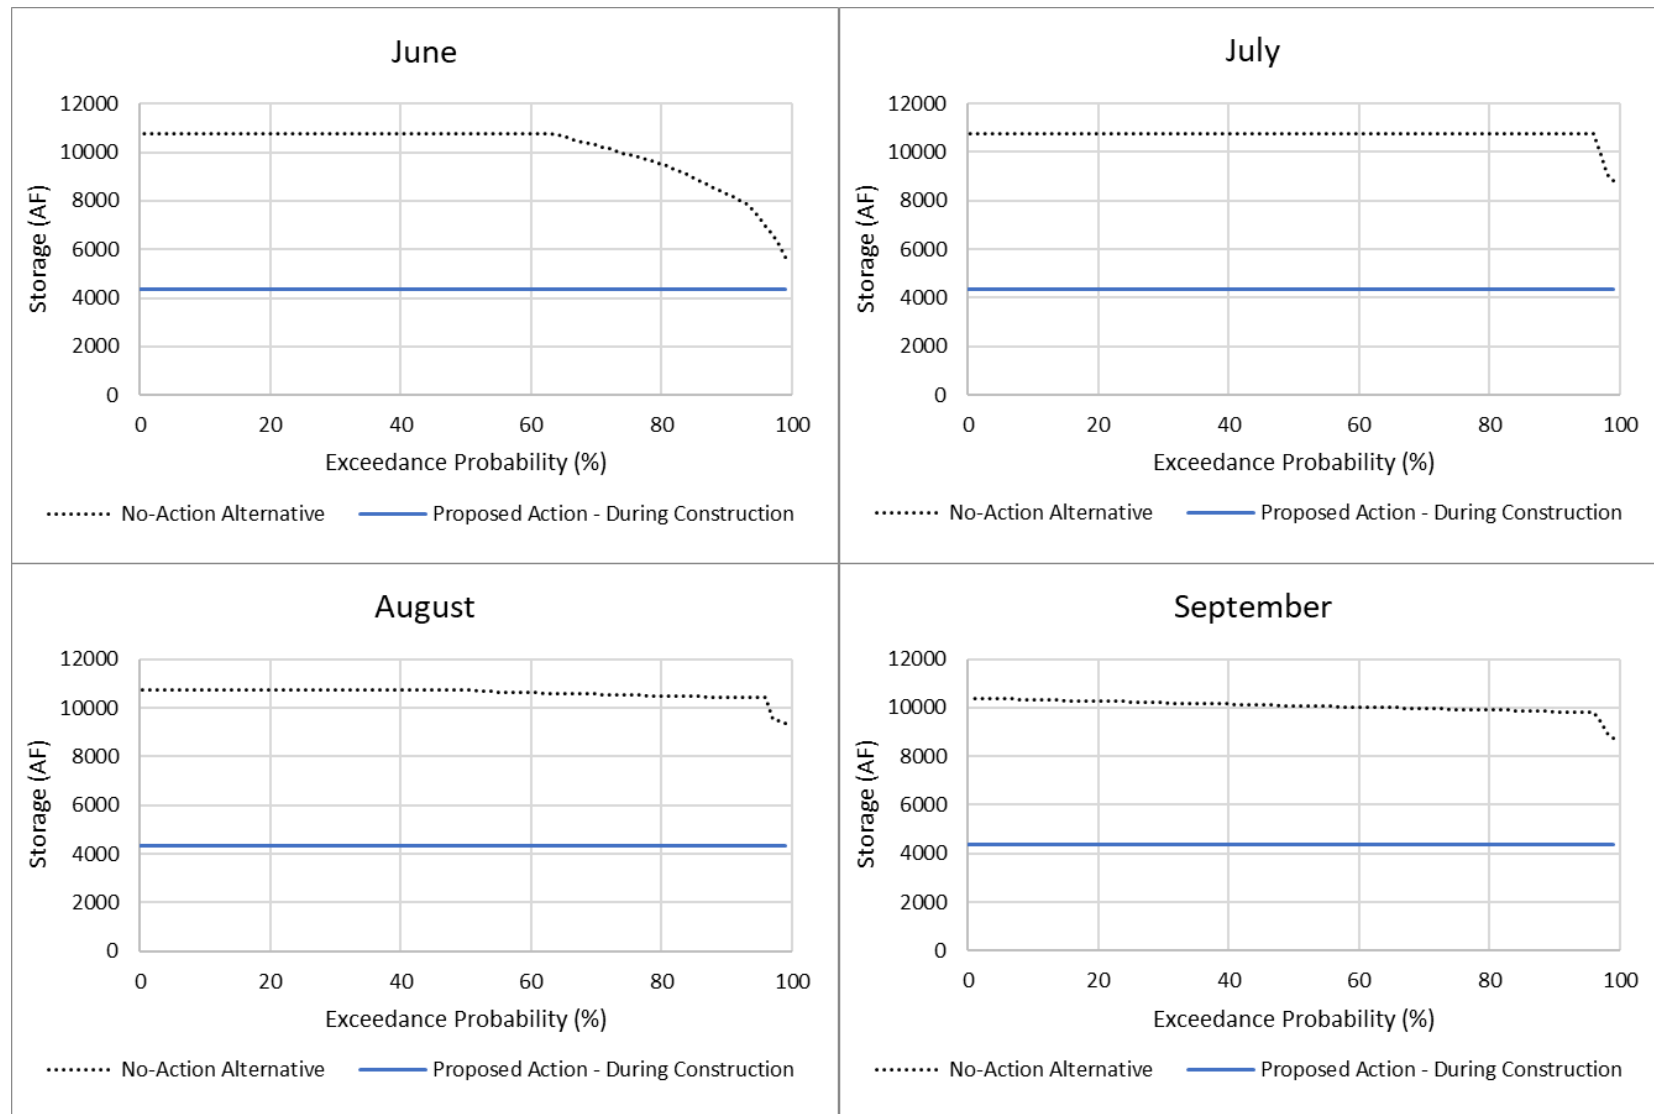 June
12000
10000
8000
6000
4000
2000
0
Storage (AF)
0 20 40 60 80 100
Exceedance Probability (%)
No-Action Alternative Proposed Action - During Construction
July
12000
10000
8000
6000
4000
2000
0
Storage (AF)
0 20 40 60 80 100
Exceedance Probability (%)
No-Action Alternative Proposed Action - During Construction
August
12000
10000
8000
6000
4000
2000
0
Storage (AF)
0 20 40 60 80 100
Exceedance Probability (%)
No-Action Alternative Proposed Action - During Construction
September
12000
10000
8000
6000
4000
2000
0
Storage (AF)
0 20 40 60 80 100
Exceedance Probability (%)
No-Action Alternative Proposed Action - During Construction